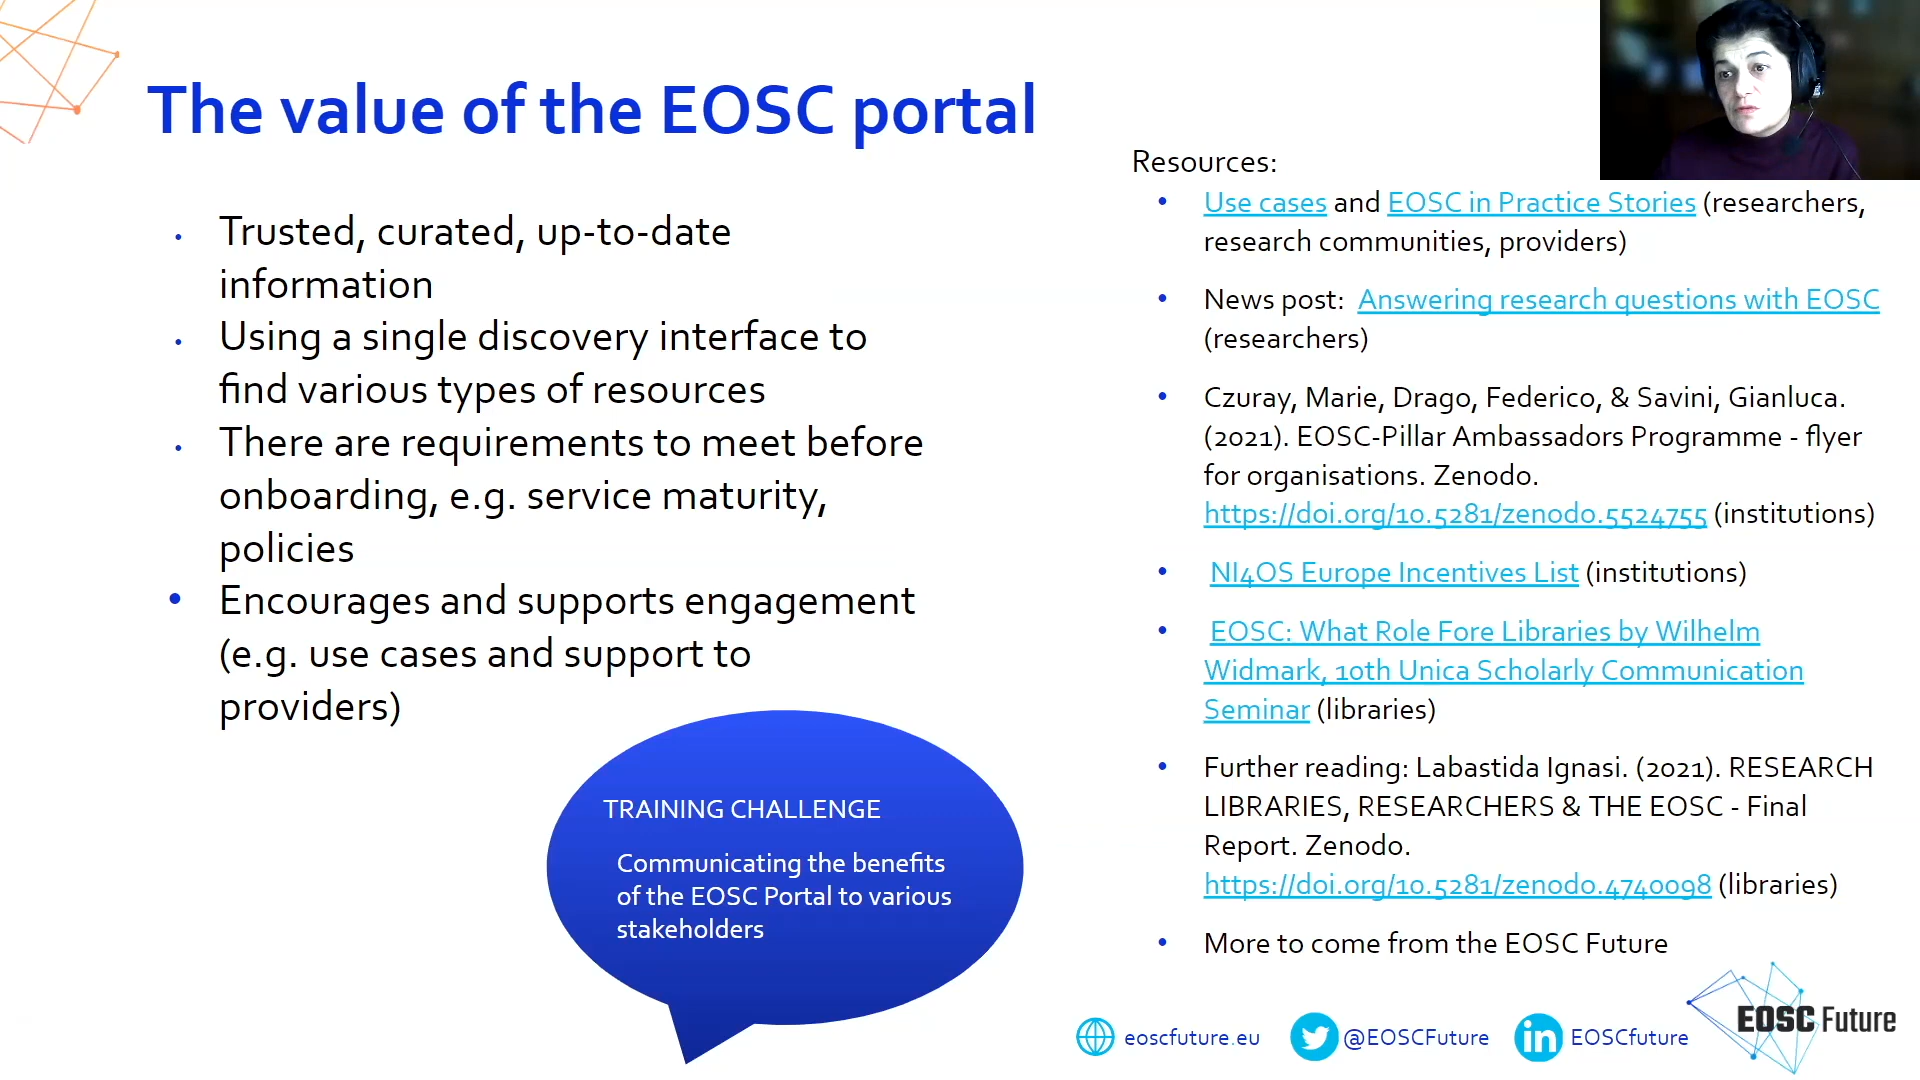 The value of the EOSC portal
Trusted, curated, up-to-date
information
Using a single discovery interface to
find various types of resources
There are requirements to meet before
onboarding, e.g. service maturity,
policies
Encourages and supports engagement
(e.g. use cases and support to
providers)
TRAINING CHALLENGE
Communicating the benefits
of the EOSC Portal to various
stakeholders
Resources:
Use cases and EOSC in Practice Stories (researchers,
research communities, providers)
News post: Answering research questions with EOSC
(researchers)
Czuray, Marie, Drago, Federico, & Savini, Gianluca.
(2021). EOSC-Pillar Ambassadors Programme - flyer
for organisations. Zenodo.
https://doi.org/10.5281/zenodo.5524755 (institutions)
NI4OS Europe Incentives List (institutions)
EOSC: What Role Fore Libraries by Wilhelm
Widmark, 10th Unica Scholarly Communication
Seminar (libraries)
Further reading: Labastida Ignasi. (2021). RESEARCH
LIBRARIES, RESEARCHERS & THE EOSC - Final
Report. Zenodo.
https://doi.org/10.5281/zenodo.4740098 (libraries)
More to come from the EOSC Future
eoscfuture.eu
@EOSCFuture
in EOSCfuture
EOSC Future